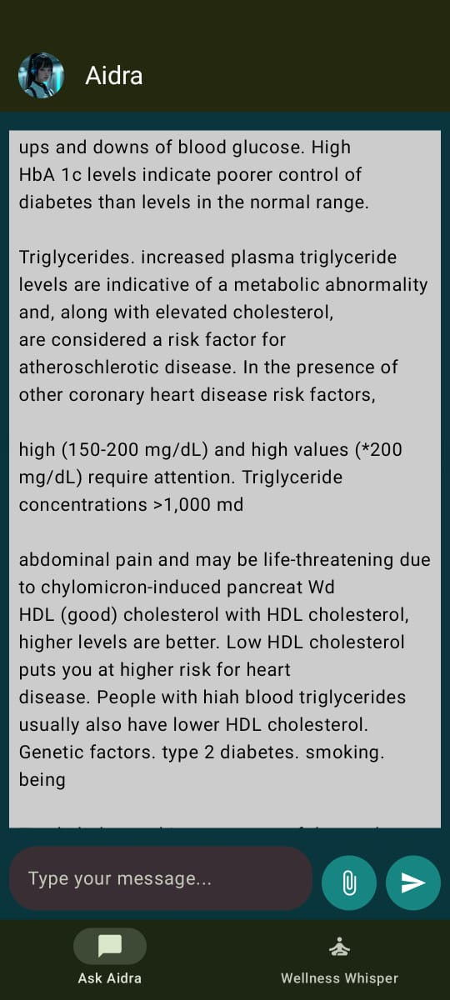 Aidra
ups and downs of blood glucose. High
HbA 1c levels indicate poorer control of
diabetes than levels in the normal range.
Triglycerides. increased plasma triglyceride
levels are indicative of a metabolic abnormality
and, along with elevated cholesterol,
are considered a risk factor for
atheroschlerotic disease. In the presence of
other coronary heart disease risk factors,
high (150-200 mg/dL) and high values (*200
mg/dL) require attention. Triglyceride
concentrations >1,000 md
abdominal pain and may be life-threatening due
to chylomicron-induced pancreat Wd
HDL (good) cholesterol with HDL cholesterol,
higher levels are better. Low HDL cholesterol
puts you at higher risk for heart
disease. People with hiah blood triglycerides
usually also have lower HDL cholesterol.
Genetic factors. type 2 diabetes. smoking.
being
Type your message...
Ask Aidra
Wellness Whisper